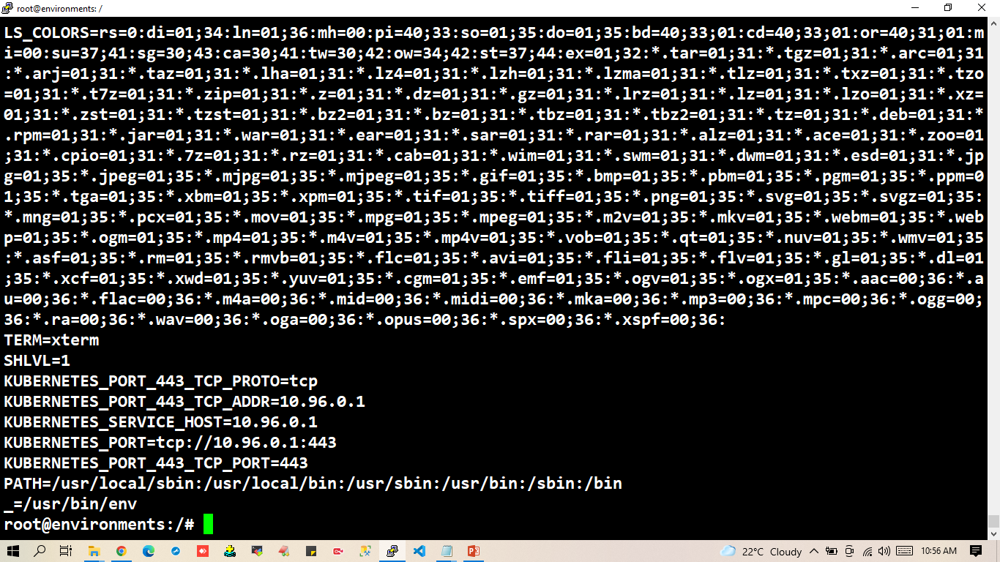 root@environments: /
LS_COLORS=rs=0:di=01;34:ln=01;36:mh=00:pi=40;33:so=01;35:do=01;35:bd=40;33;01:cd=40;33;01:or=40;31;01:m
i=00:su=37;41:sg=30;43:ca=30;41:tw=30;42:ow=34;42:st=37;44:ex=01;32:*.tar=01;31:*.tgz=01;31:*.arc=01;31
:*.arj=01;31:*.taz=01;31:*.lha=01;31:*.lz4=01;31:*.lzh=01;31:*.lzma=01;31:*.tlz=01;31:*.txz=01;31:*.tzo
=01;31:*.t7z=01;31:*.zip=01;31:*.z=01;31:*.dz=01;31:*.gz=01;31:*.lrz=01;31:*.lz=01;31:*.lzo=01;31:*.xz=
01;31:*.zst=01;31:*.tzst=01;31:*.bz2=01;31:*.bz=01;31:*.tbz=01;31:*.tbz2=01;31:*.tz=01;31:*.deb=01;31:*
.rpm=01;31:*.jar=01;31:*.war=01;31:*.ear=01;31:*.sar=01;31:*.rar=01;31:*.alz=01;31:*.ace=01;31:*.zoo=01
;31:*.cpio=01;31:*.7z=01;31:*.rz=01;31:*.cab=01;31:*.wim=01;31:*.swm=01;31:*.dwm=01;31:*.esd=01;31:*.jp
g=01;35:*.jpeg=01;35:*.mjpg=01;35:*.mjpeg=01;35:*.gif=01;35:*.bmp=01;35:*.pbm=01;35:*.pgm=01;35:*.ppm=0
1;35:*.tga=01;35:*.xbm=01;35:*.xpm=01;35:*.tif=01;35:*.tiff=01;35:*.png=01;35:*.svg=01;35:*.svgz=01;35:
*.mng=01;35:*.pcx=01;35:*.mov=01;35:*.mpg=01;35:*.mpeg=01;35:*.m2v=01;35:*.mkv=01;35:*.webm=01;35:*.web
p=01;35:*.ogm=01;35:*.mp4=01;35:*.m4v=01;35:*.mp4v=01;35:*.vob=01;35:*.qt=01;35:*.nuv=01;35:*.wmv=01;35
:*.asf=01;35:*.rm=01;35:*.rmvb=01;35:*.flc=01;35:*.avi=01;35:*.fli=01;35:*.flv=01;35:*.gl=01;35:*.dl=01
;35:*.xcf=01;35:*.xwd=01;35:*.yuv=01;35:*.cgm=01;35:*.emf=01;35:*.ogv=01;35:*.ogx=01;35:*.aac=00;36:*.a
u=00;36:*.flac=00;36:*.m4a=00;36:*.mid=00;36:*.midi=00;36:*.mka=00;36:*.mp3=00;36:*.mpc=00;36:*.ogg=00;
36:*.ra=00;36:*.wav=00;36:*.oga=00;36:*.opus=00;36:*.spx=00;36:*.xspf=00;36:
TERM=xterm
SHLVL=1
KUBERNETES_PORT_443_TCP_PROTO=tcp
KUBERNETES_PORT_443_TCP_ADDR=10.96.0.1
KUBERNETES_SERVICE_HOST=10.96.0.1
KUBERNETES_PORT=tcp://10.96.0.1:443
KUBERNETES_PORT_443_TCP_PORT=443
PATH=/usr/local/sbin:/usr/local/bin:/usr/sbin:/usr/bin:/sbin:/bin
_=/usr/bin/env
root@environments:/#
22°C Cloudy 10:56 AM